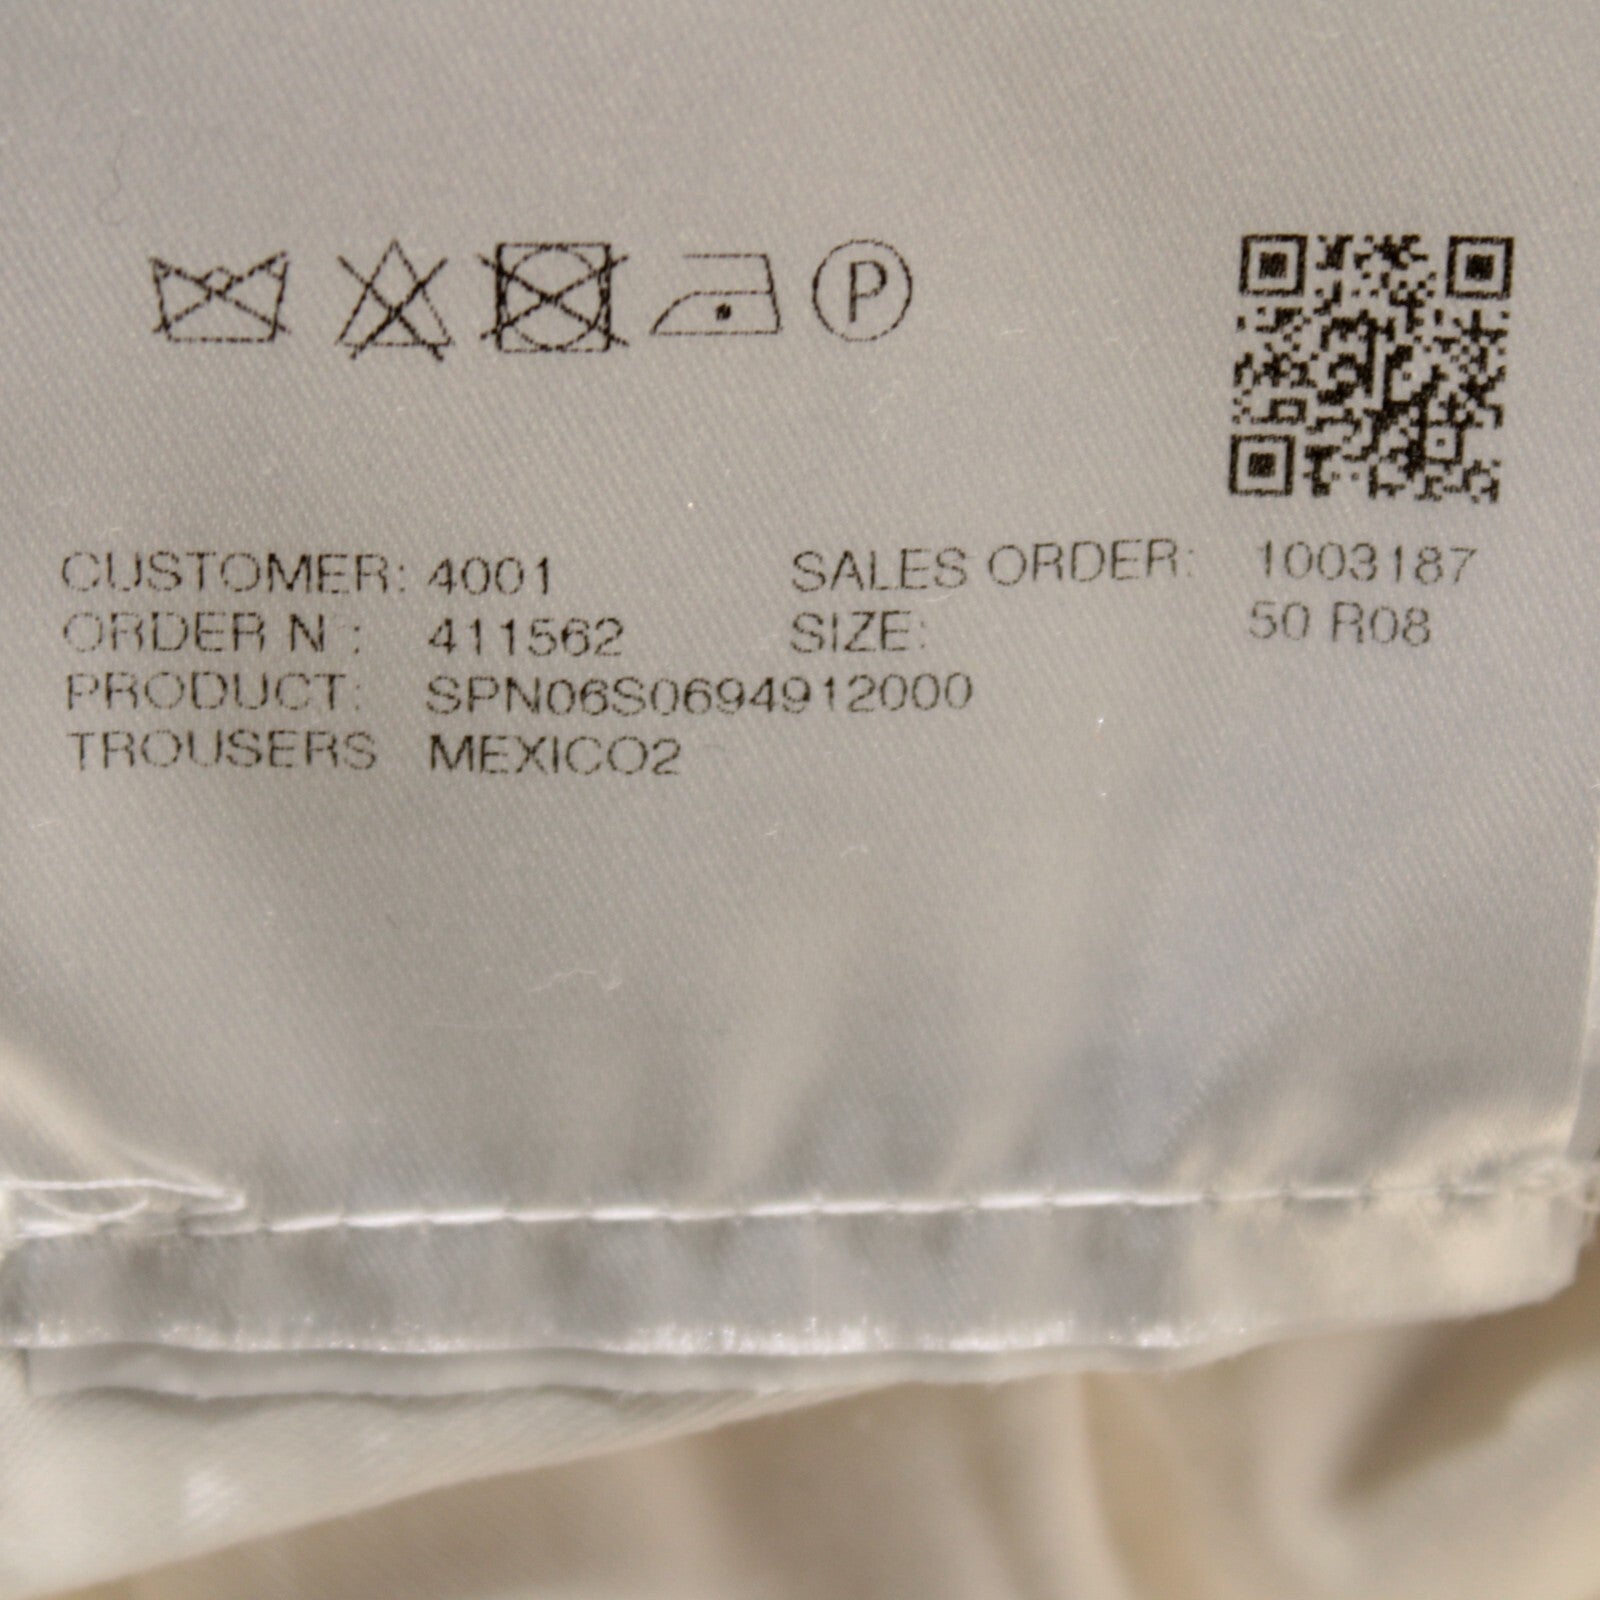 P
CUSTOMER: 4001 SALES ORDER: 1003187
ORDER N : 411562 SIZE: 50 R08
PRODUCT: SPN06S0694912000
TROUSERS MEXICO2